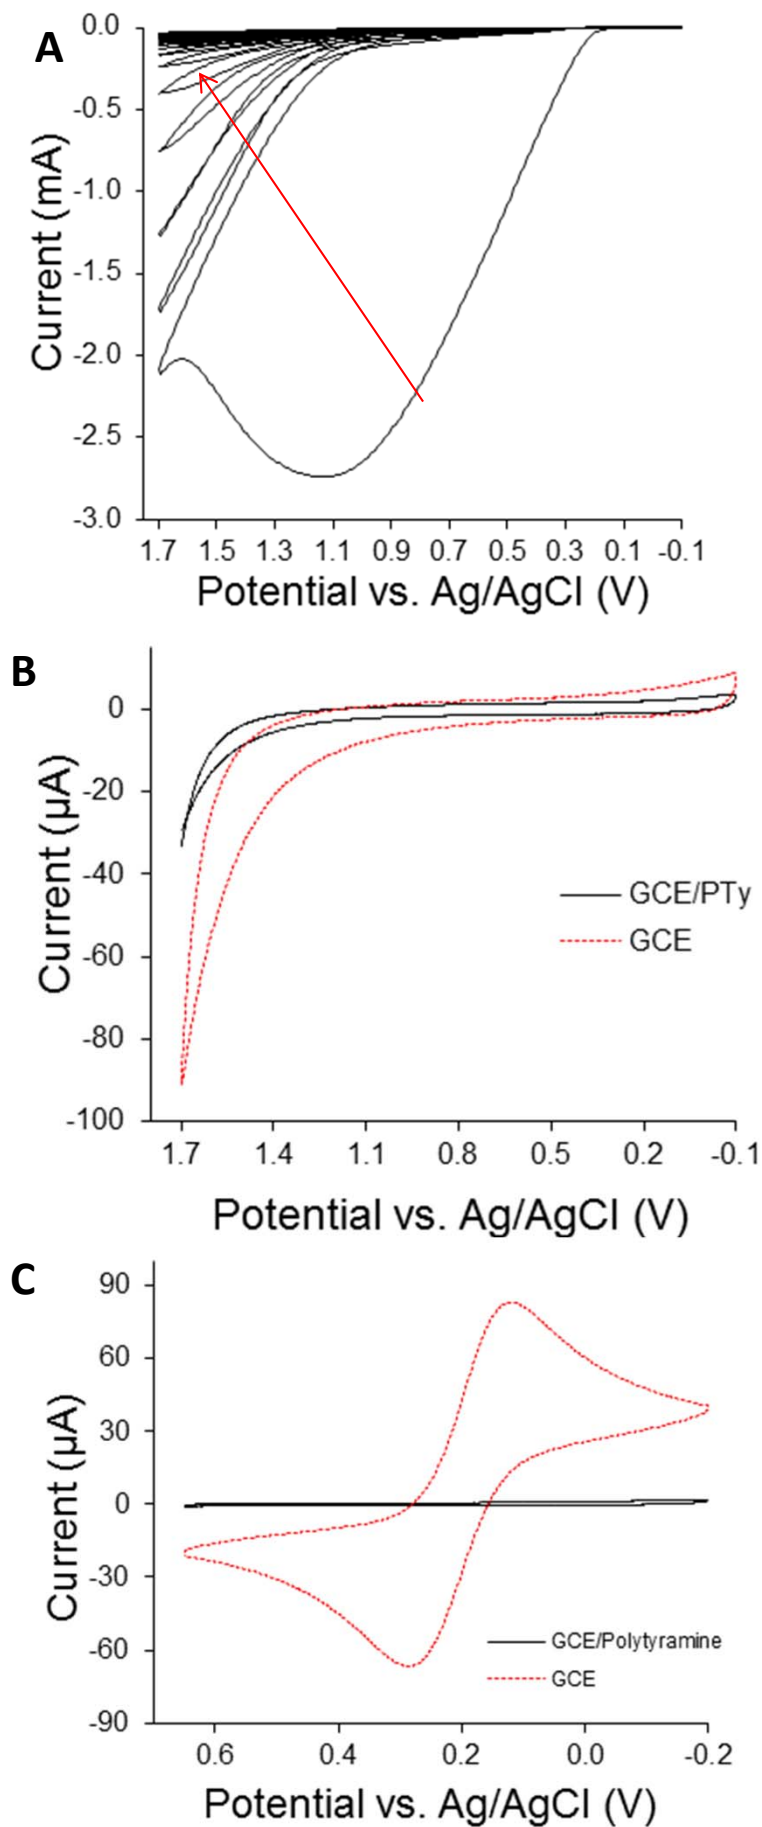 A
0.0
-0.5
-1.0
-1.5
-2.0
-2.5
-3.0
Current (mA)
1.7 1.5 1.3 1.1 0.9 0.7 0.5 0.3 0.1 -0.1
Potential vs. Ag/AgCl (V)
B
0
-20
-40
-60
-80
-100
Current (µA)
GCE/PTy
GCE
1.7 1.4 1.1 0.8 0.5 0.2 -0.1
Potential vs. Ag/AgCl (V)
C
90
60
30
0
-30
-60
-90
Current (µA)
GCE/Polytyramine
GCE
0.6 0.4 0.2 0.0 -0.2
Potential vs. Ag/AgCl (V)